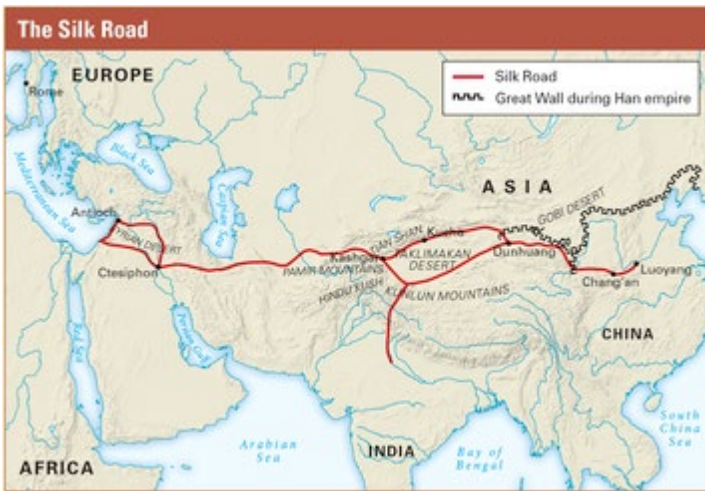 The Silk Road
EUROPE
Rome
Silk Road
Great Wall during Han empire
Black Sea
Mediterranean Sea
Caspian Sea
ASIA
GOBI DESERT
Antioch
SYRIAN DESERT
Ctesiphon
TIAN SHAN
Kucha
Kashgar
TAKLIMAKAN
DESERT
Dunhuang
PAMIR MOUNTAINS
HINDU KUSH
KUNLUN MOUNTAINS
Luoyang
Chang'an
CHINA
Red Sea
Persian Gulf
Arabian
Sea
INDIA
Bay of
Bengal
South
China
Sea
AFRICA